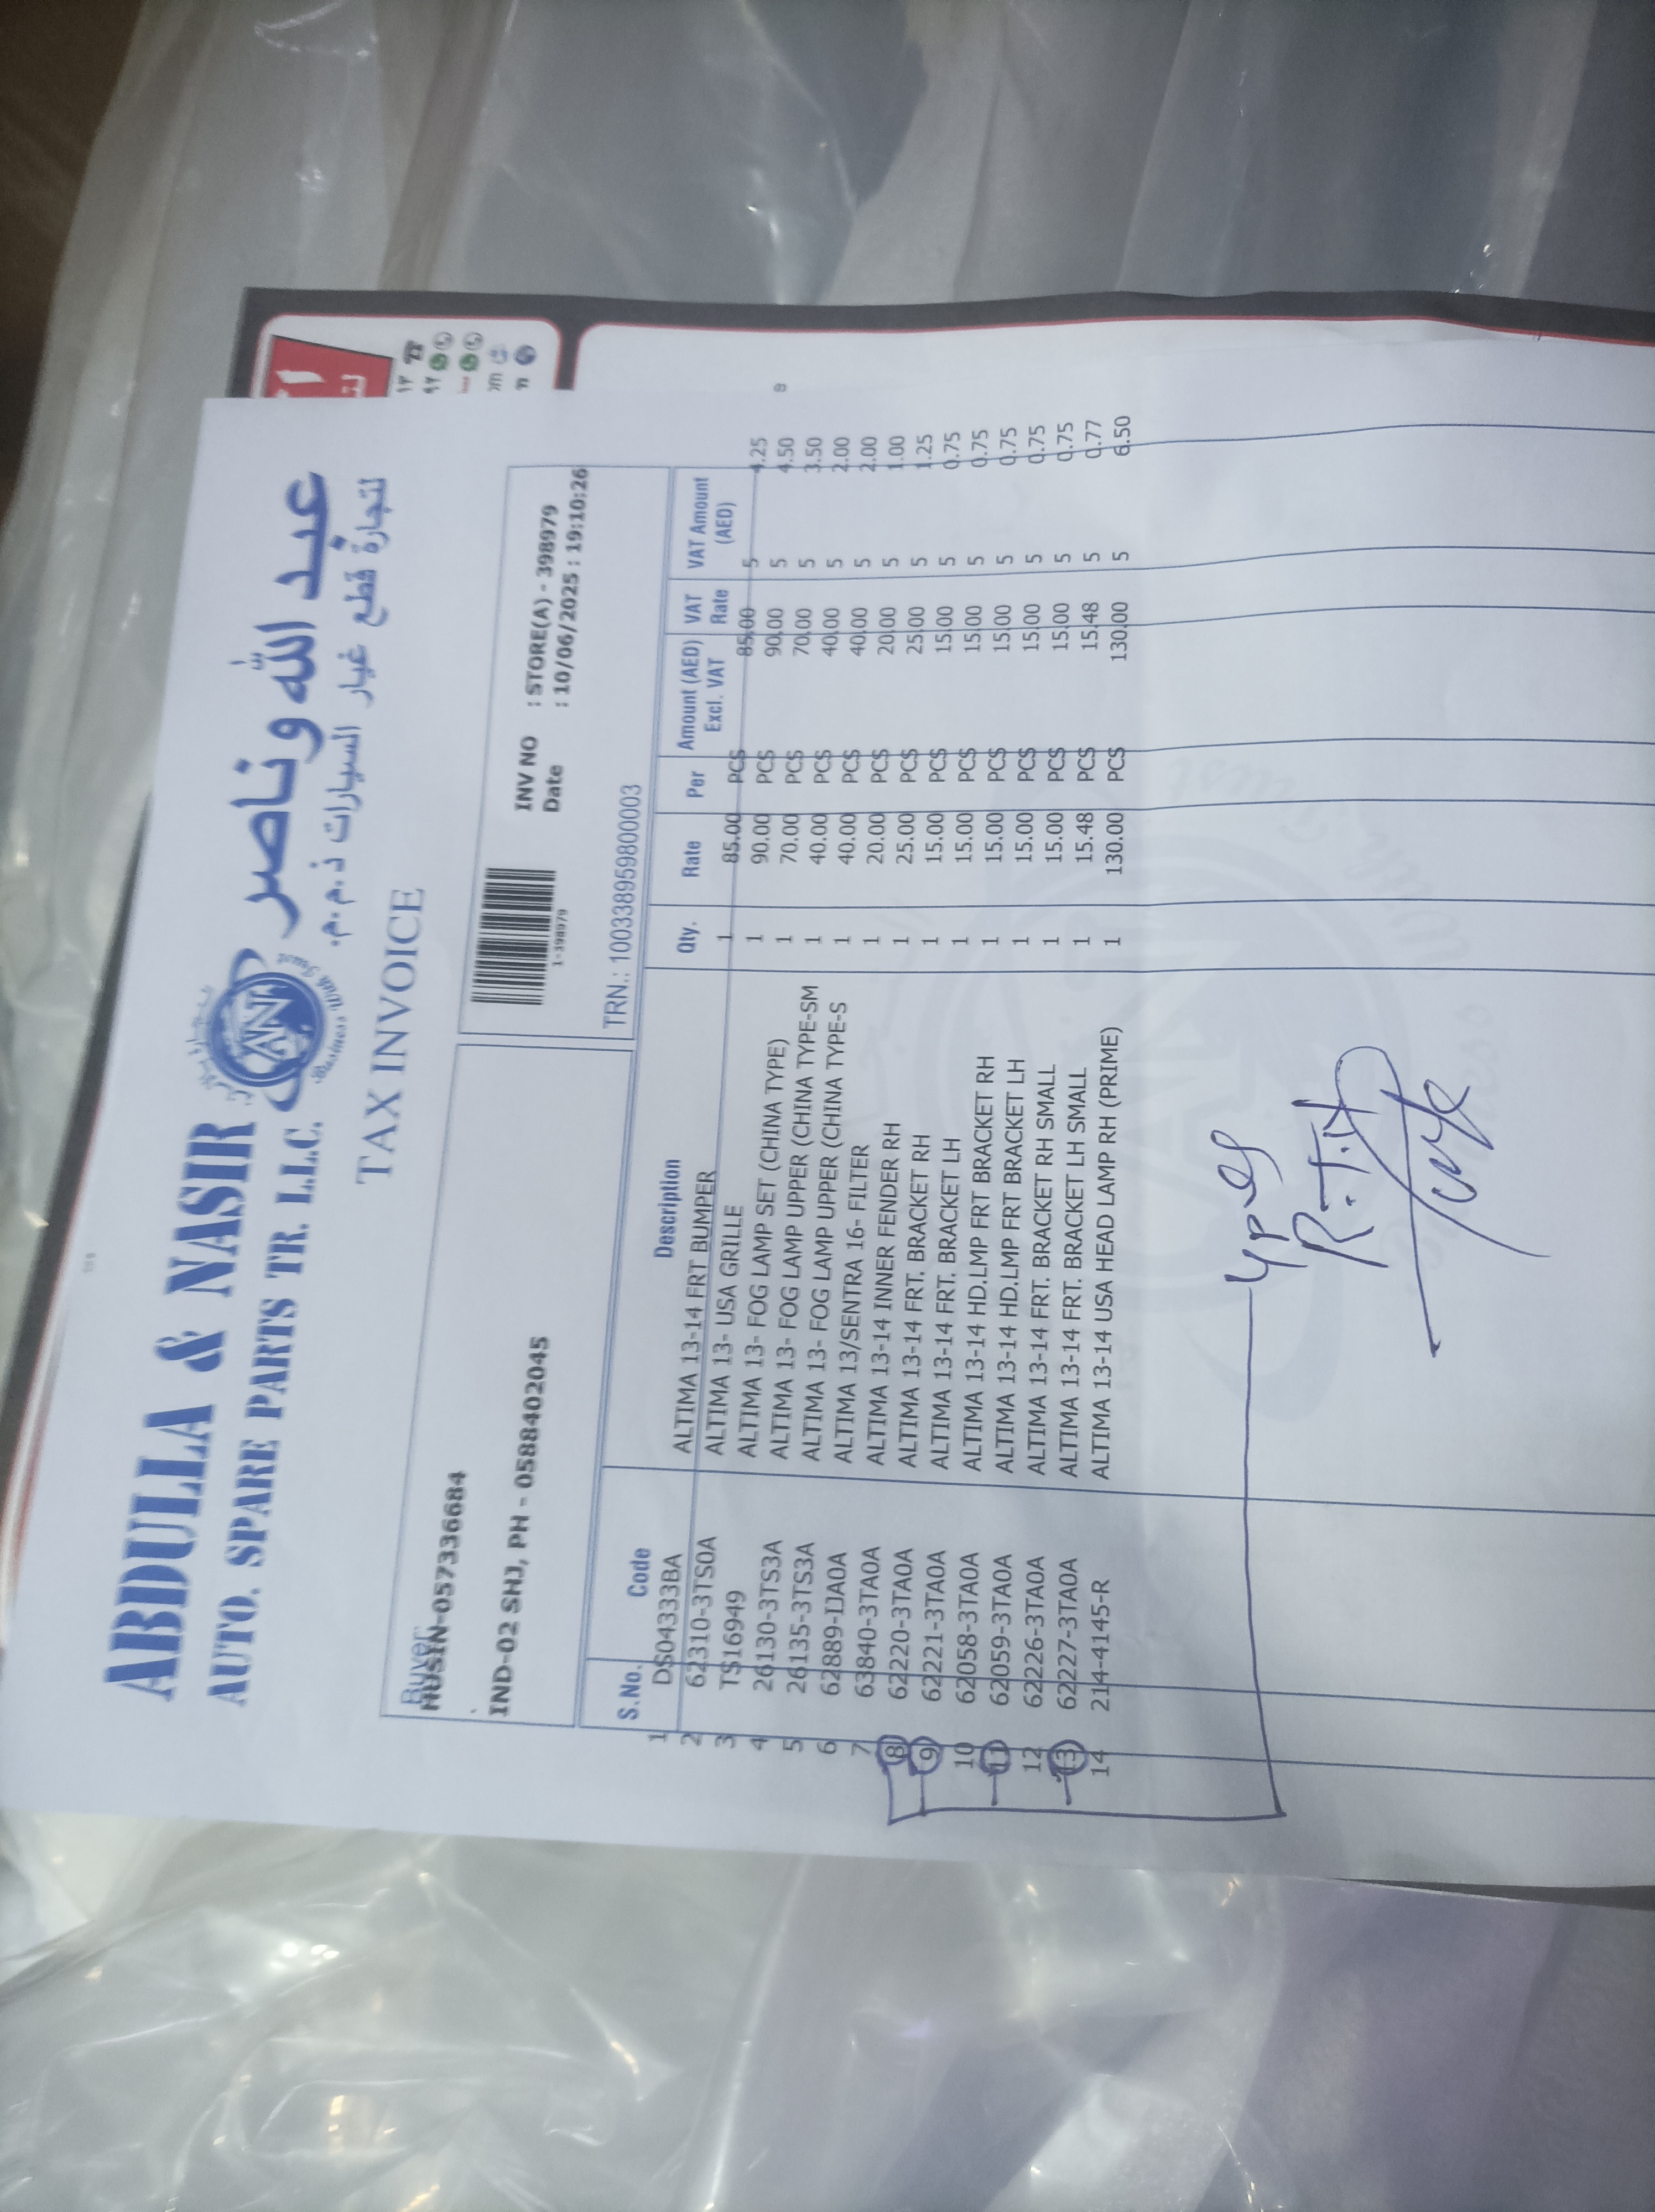 ABDULLA & NASIR
عبد الله وناصر
AUTO. SPARE PARTS TR. L.L.C.
لتجارة قطع غيار السيارات ذ.م.م.
AN
Business With Trust
TAX INVOICE
Buyer
HUSIN-0573366684
IND-02 SHJ, PH - 0588402045
1-398979
INV NO : STORE(A) - 398979
Date : 10/06/2025 : 19:10:26
TRN.: 100338959800003
S.No. Code Description Qty. Rate Per Amount (AED) Excl. VAT VAT Rate VAT Amount (AED)
1 DS04333BA ALTIMA 13-14 FRT BUMPER 1 85.00 PCS 85.00 5 4.25
2 62310-3TS0A ALTIMA 13- USA GRILLE 1 90.00 PCS 90.00 5 4.50
3 TS16949 ALTIMA 13- FOG LAMP SET (CHINA TYPE) 1 70.00 PCS 70.00 5 3.50
4 26130-3TS3A ALTIMA 13- FOG LAMP UPPER (CHINA TYPE-SM 1 40.00 PCS 40.00 5 2.00
5 26135-3TS3A ALTIMA 13- FOG LAMP UPPER (CHINA TYPE-S 1 40.00 PCS 40.00 5 2.00
6 62889-DA0A ALTIMA 13/SENTRA 16- FILTER 1 20.00 PCS 20.00 5 1.00
7 63840-3TA0A ALTIMA 13-14 INNER FENDER RH 1 25.00 PCS 25.00 5 1.25
8 62220-3TA0A ALTIMA 13-14 FRT. BRACKET RH 1 15.00 PCS 15.00 5 0.75
9 62221-3TA0A ALTIMA 13-14 FRT. BRACKET LH 1 15.00 PCS 15.00 5 0.75
10 62058-3TA0A ALTIMA 13-14 HD.LMP FRT BRACKET RH 1 15.00 PCS 15.00 5 0.75
11 62059-3TA0A ALTIMA 13-14 HD.LMP FRT BRACKET LH 1 15.00 PCS 15.00 5 0.75
12 62226-3TA0A ALTIMA 13-14 FRT. BRACKET RH SMALL 1 15.00 PCS 15.00 5 0.75
13 62227-3TA0A ALTIMA 13-14 FRT. BRACKET LH SMALL 1 15.48 PCS 15.48 5 0.77
14 214-4145-R ALTIMA 13-14 USA HEAD LAMP RH (PRIME) 1 130.00 PCS 130.00 5 6.50